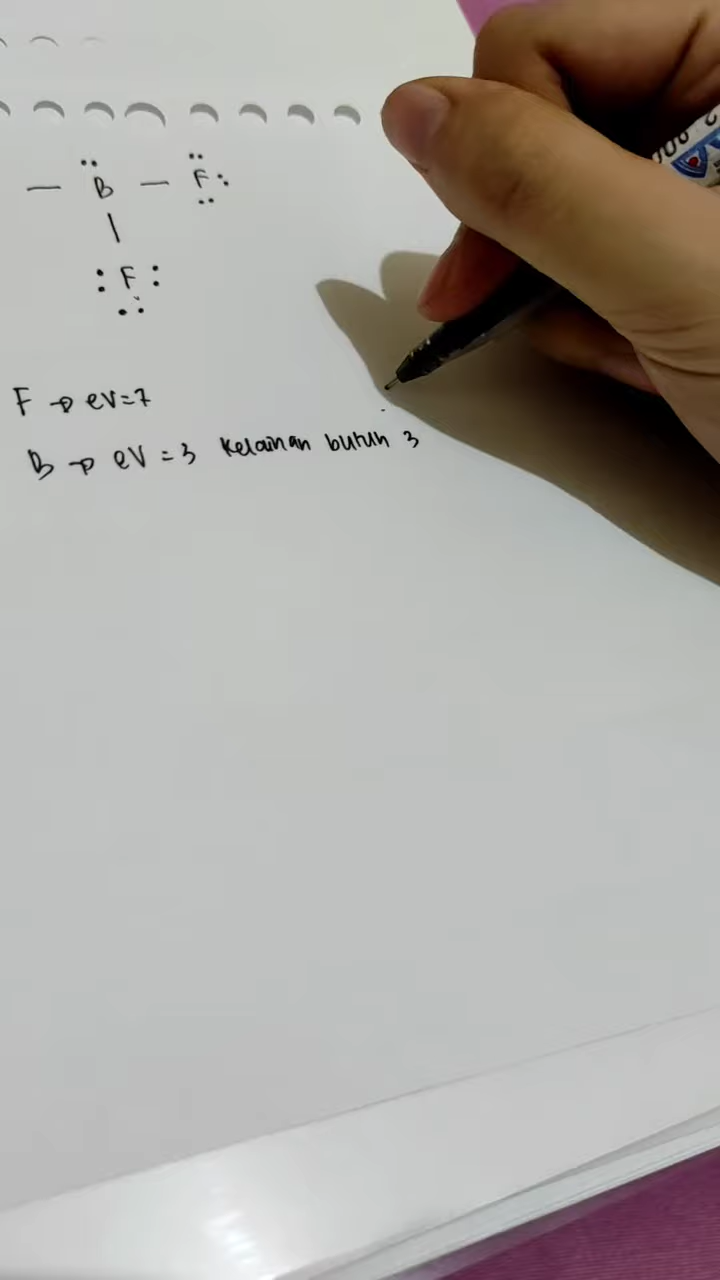 — B — F:
|
:F:
F → eV=7
B → eV = 3 Kelainan butuh 3